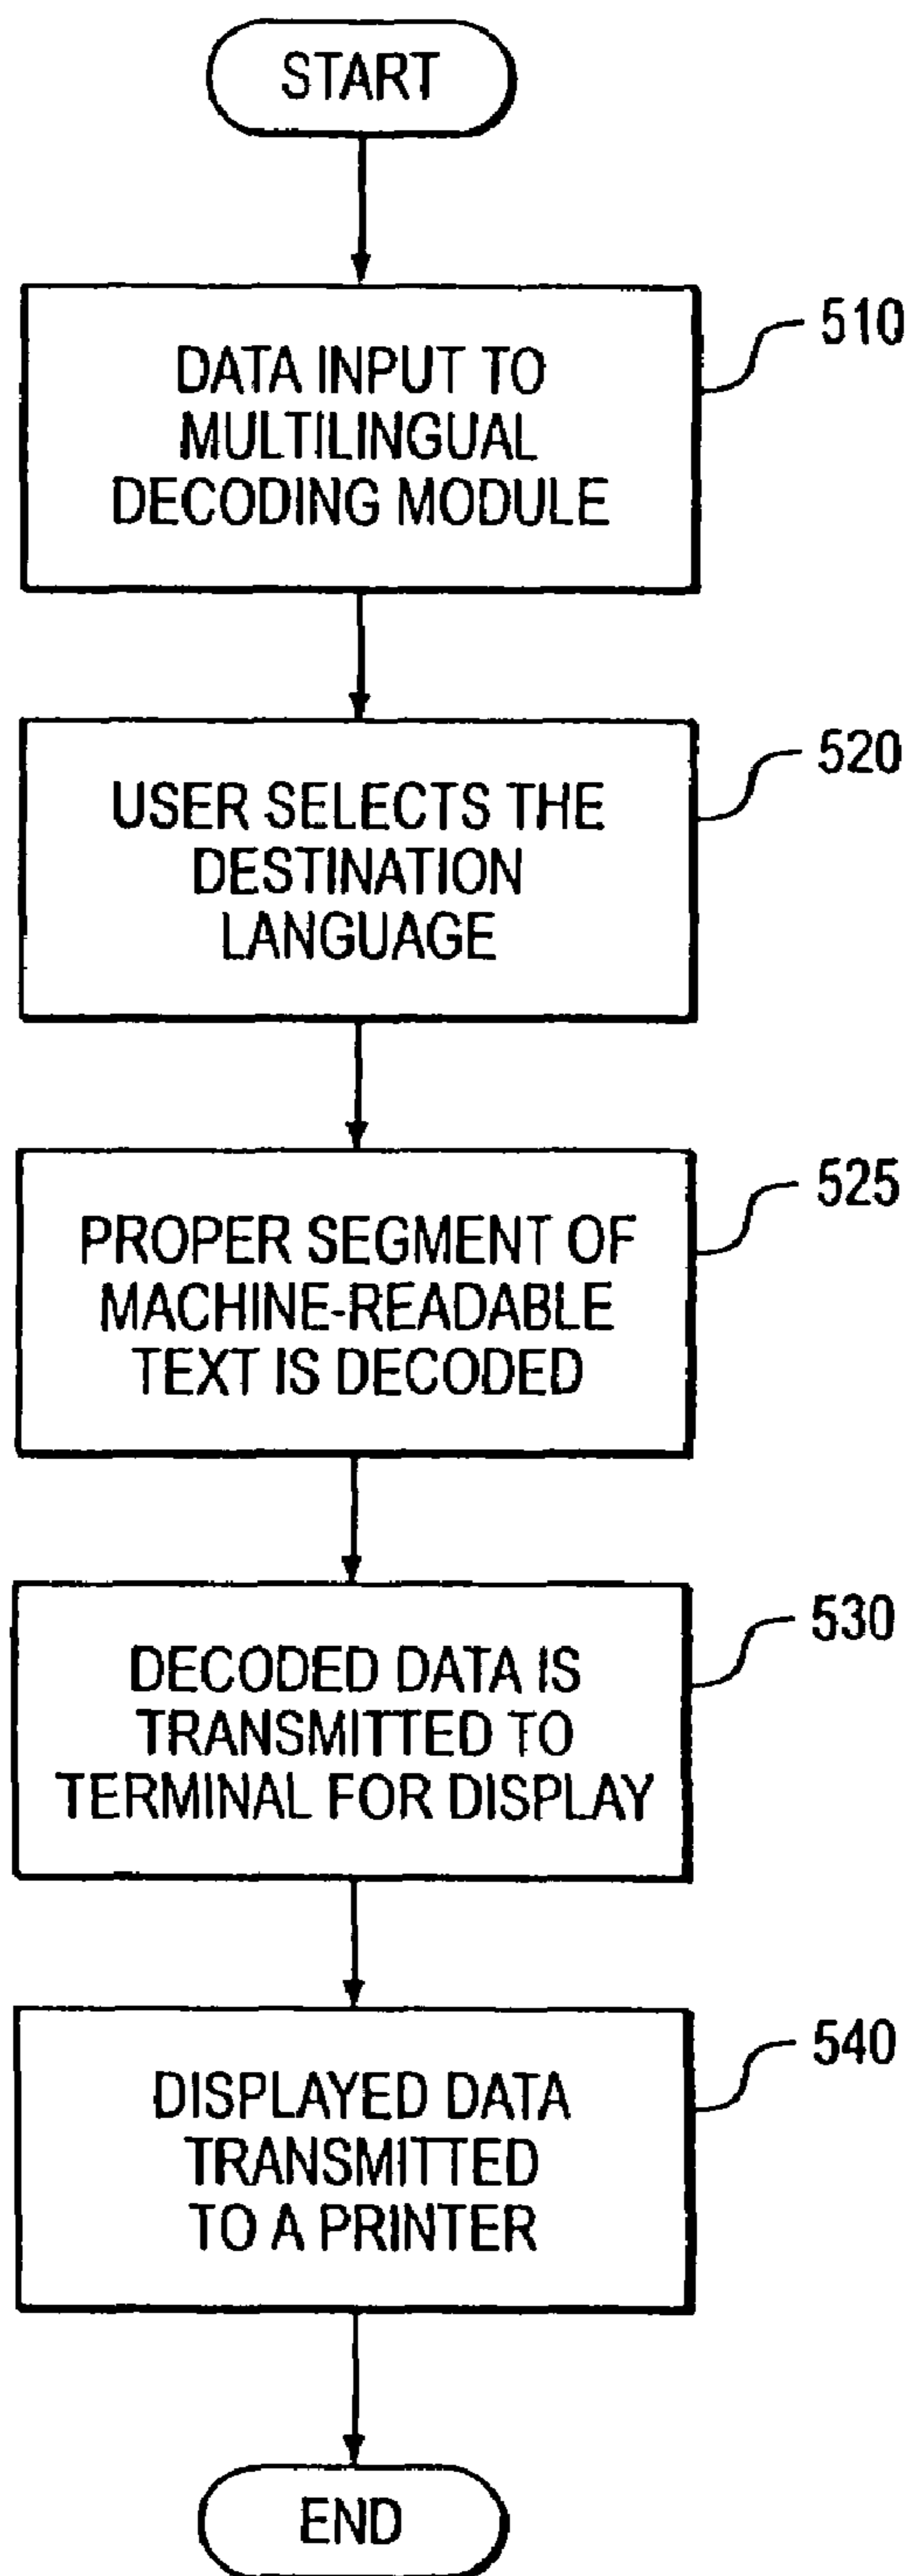 START
DATA INPUT TO
MULTILINGUAL
DECODING MODULE
510
USER SELECTS THE
DESTINATION
LANGUAGE
520
PROPER SEGMENT OF
MACHINE-READABLE
TEXT IS DECODED
525
DECODED DATA IS
TRANSMITTED TO
TERMINAL FOR DISPLAY
530
DISPLAYED DATA
TRANSMITTED
TO A PRINTER
540
END